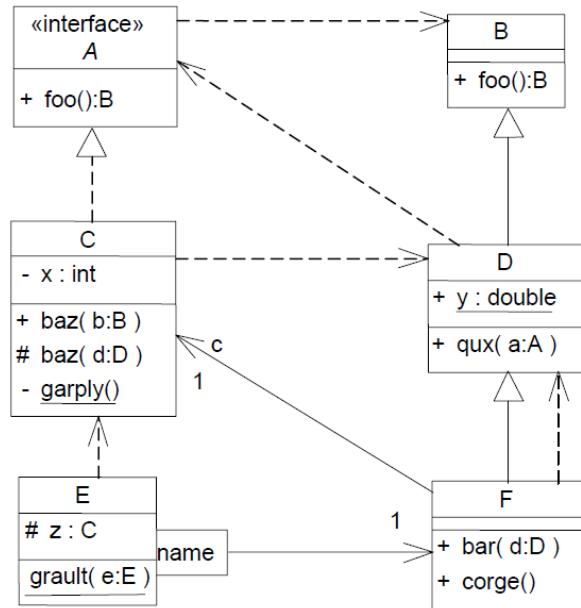 «interface»
A
+ foo():B
B
+ foo():B
C
- x : int
+ baz( b:B )
# baz( d:D )
- garply()
D
+ y : double
+ qux( a:A )
c
1
E
# z : C
grault( e:E )
name
1
F
+ bar( d:D )
+ corge()